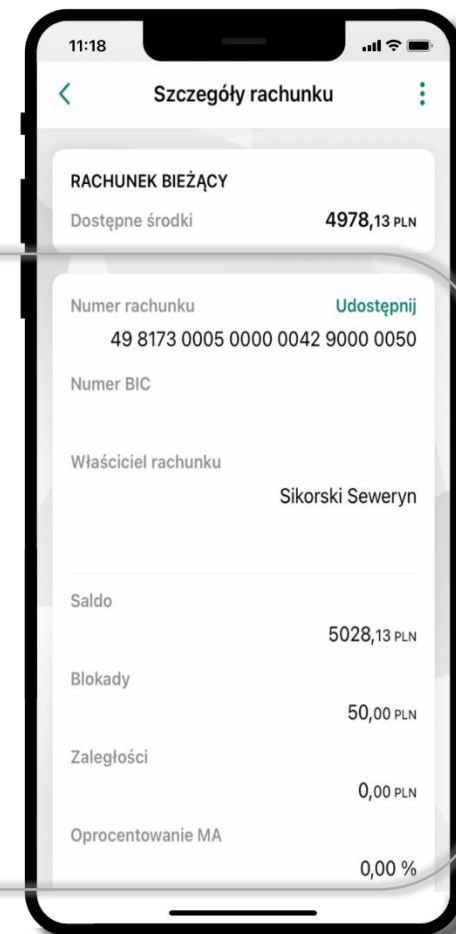 11:18
Szczegóły rachunku
RACHUNEK BIEŻĄCY
Dostępne środki 4978,13 PLN
Numer rachunku Udostępnij
49 8173 0005 0000 0042 9000 0050
Numer BIC
Właściciel rachunku
Sikorski Seweryn
Saldo
5028,13 PLN
Blokady
50,00 PLN
Zaległości
0,00 PLN
Oprocentowanie MA
0,00 %